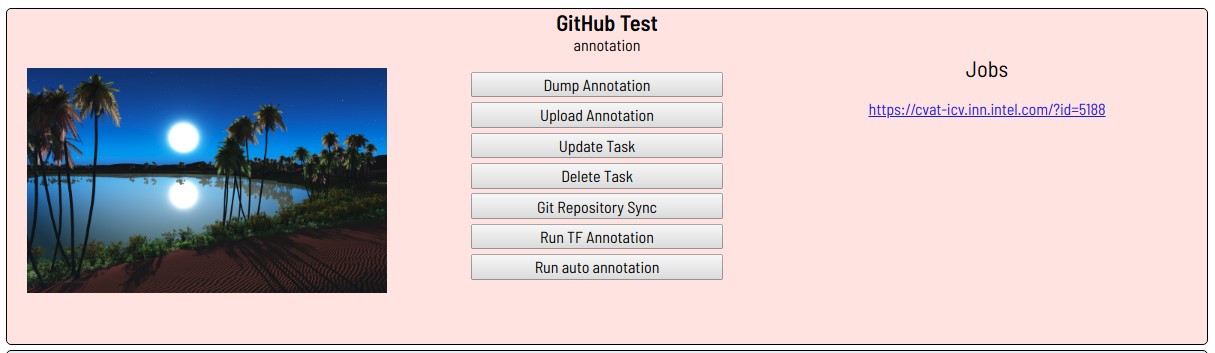 GitHub Test
annotation
Dump Annotation
Upload Annotation
Update Task
Delete Task
Git Repository Sync
Run TF Annotation
Run auto annotation
Jobs
https://cvat-icv.inn.intel.com/?id=5188